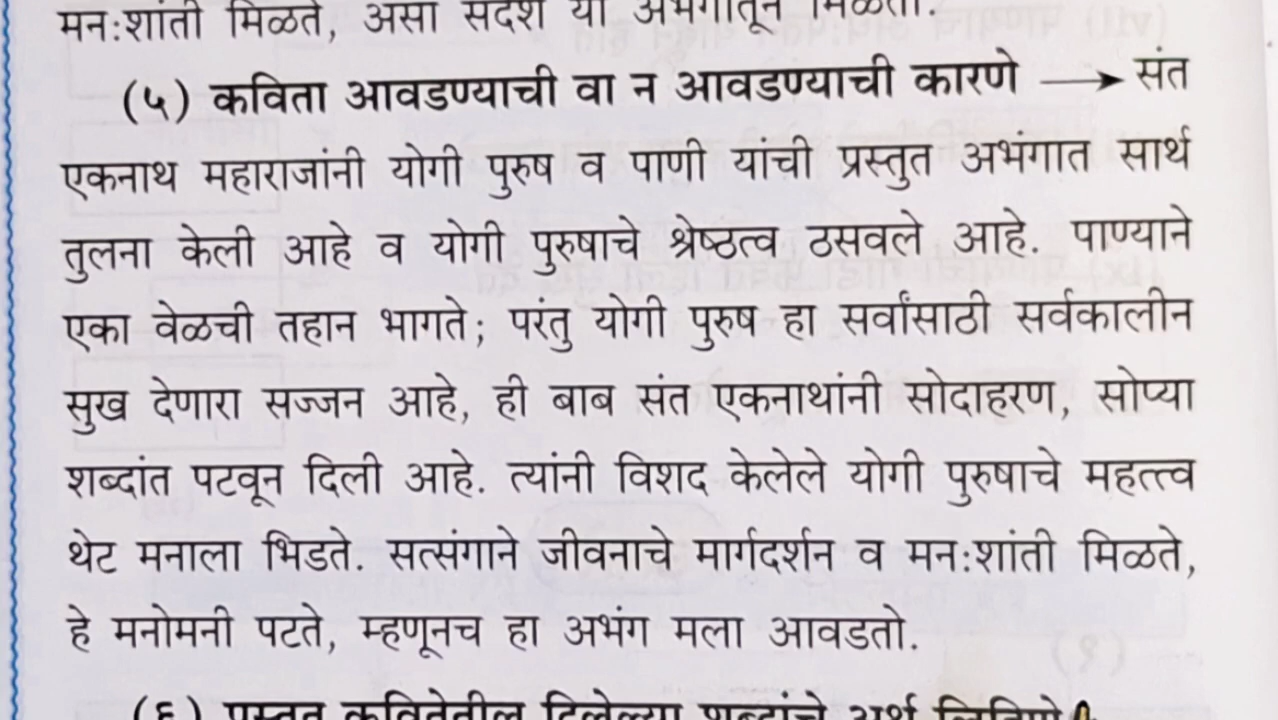 मन:शांती मिळते, असा संदेश या अभंगातून मिळतो.
(५) कविता आवडण्याची वा न आवडण्याची कारणे → संत
एकनाथ महाराजांनी योगी पुरुष व पाणी यांची प्रस्तुत अभंगात सार्थ
तुलना केली आहे व योगी पुरुषाचे श्रेष्ठत्व ठसवले आहे. पाण्याने
एका वेळची तहान भागते; परंतु योगी पुरुष हा सर्वांसाठी सर्वकालीन
सुख देणारा सज्जन आहे, ही बाब संत एकनाथांनी सोदाहरण, सोप्या
शब्दांत पटवून दिली आहे. त्यांनी विशद केलेले योगी पुरुषाचे महत्त्व
थेट मनाला भिडते. सत्संगाने जीवनाचे मार्गदर्शन व मन:शांती मिळते,
हे मनोमनी पटते, म्हणूनच हा अभंग मला आवडतो.
(६) प्रस्तुत कवितेतील दिलेल्या शब्दांचे अर्थ लिहिणे